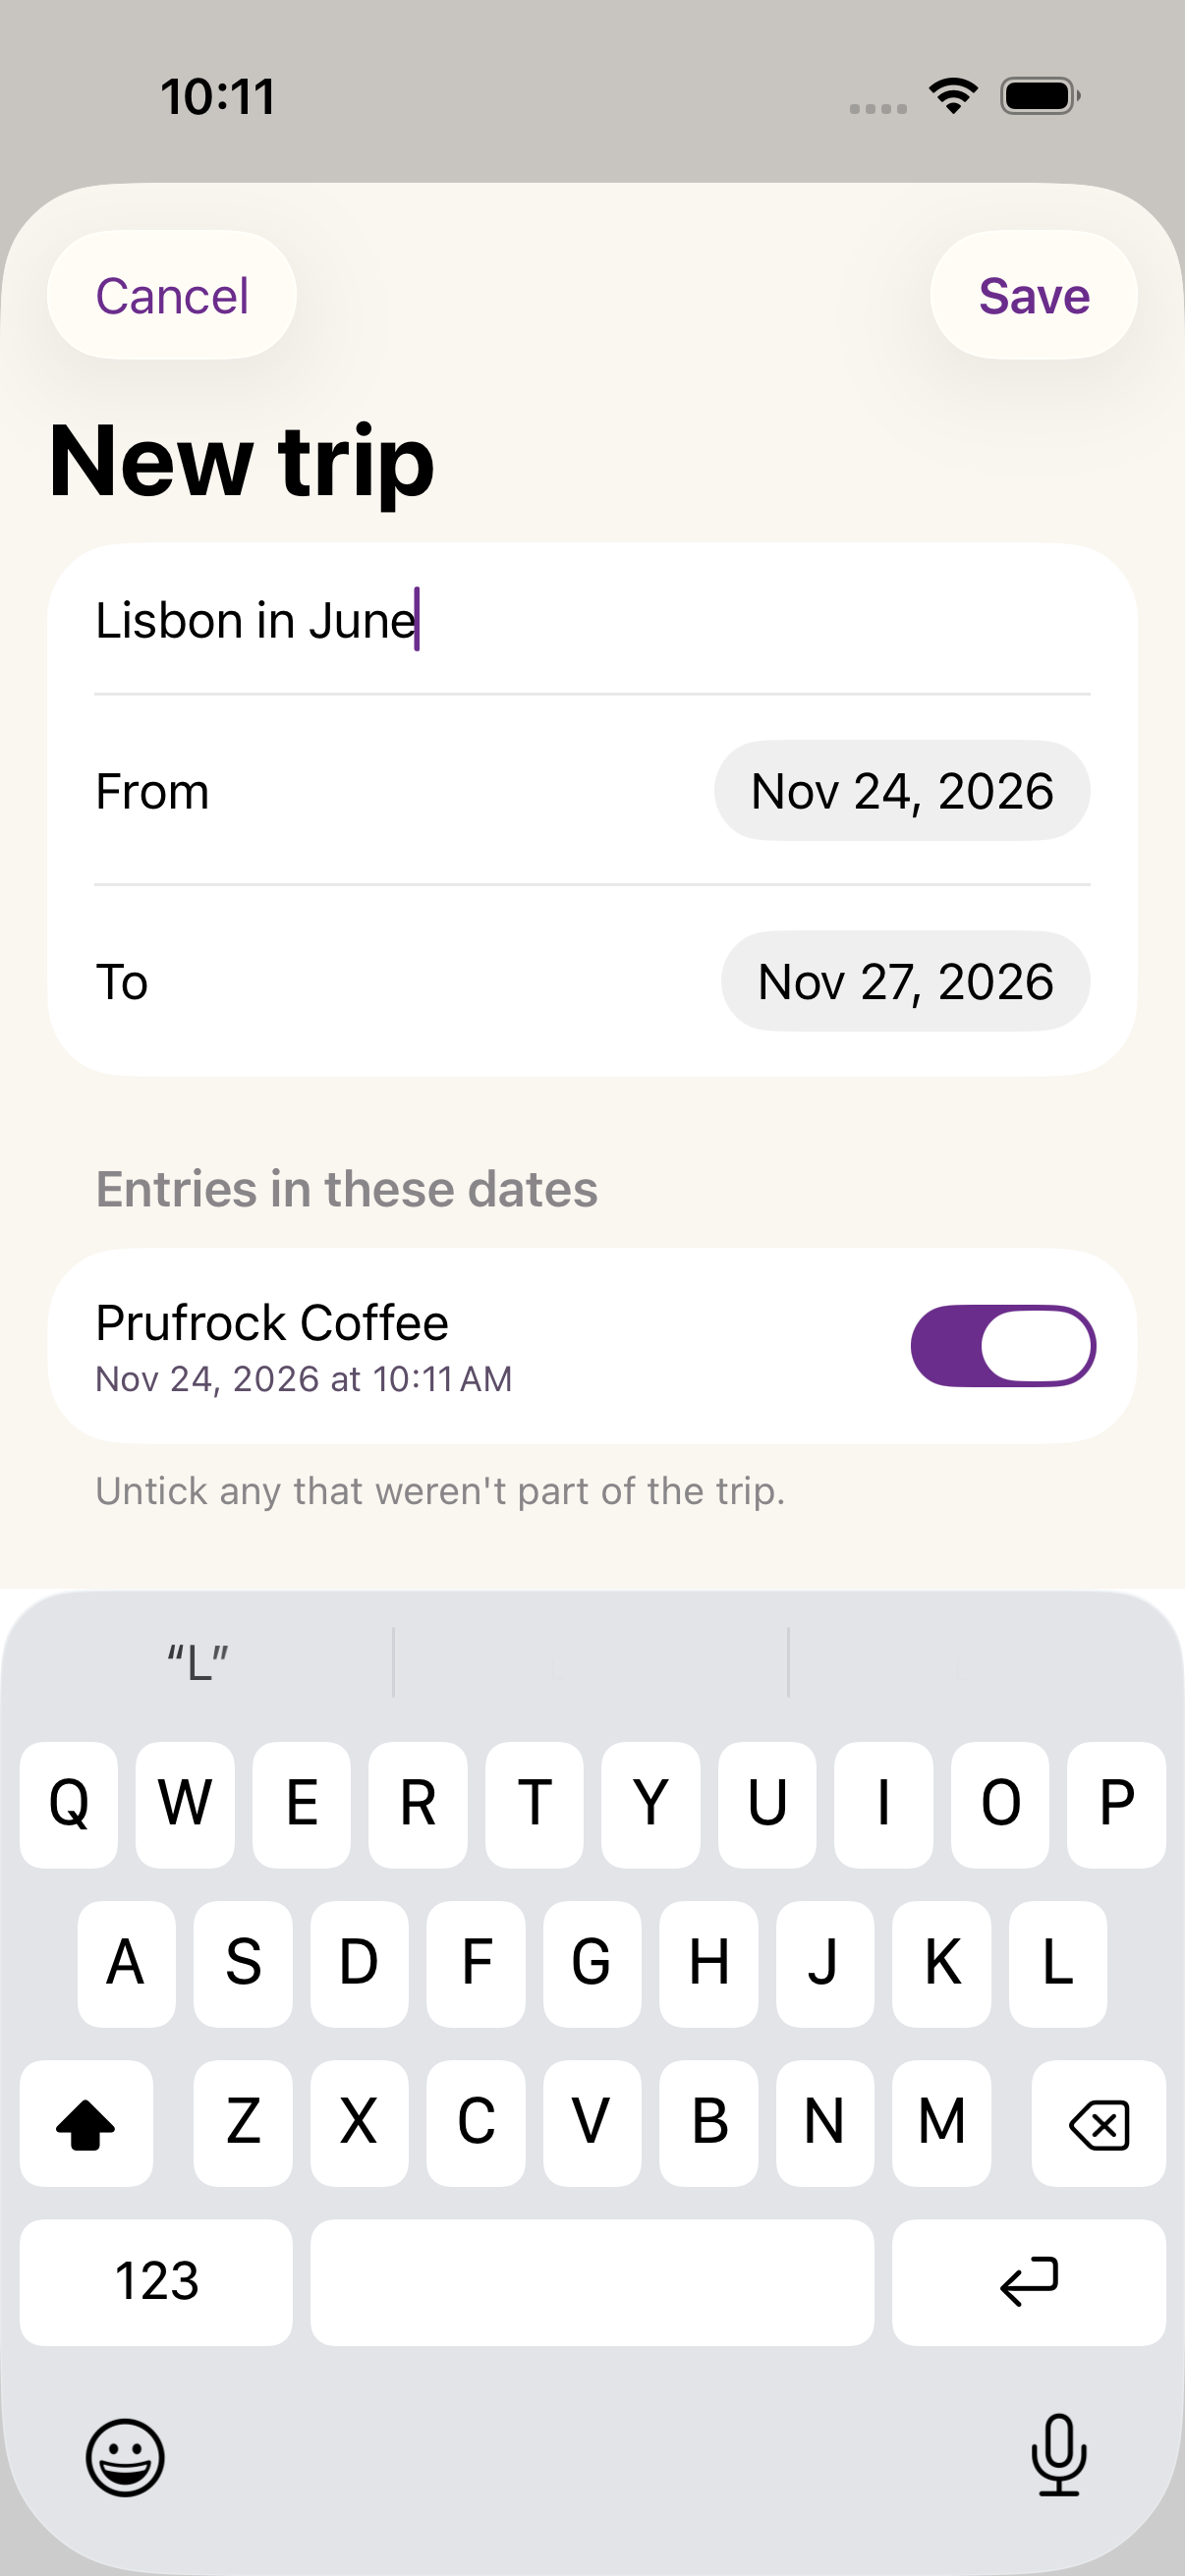 10:11
Cancel
Save
New trip
Lisbon in June
From
Nov 24, 2026
To
Nov 27, 2026
Entries in these dates
Prufrock Coffee
Nov 24, 2026 at 10:11 AM
Untick any that weren't part of the trip.
“L”
Q W E R T Y U I O P
A S D F G H J K L
Z X C V B N M
123